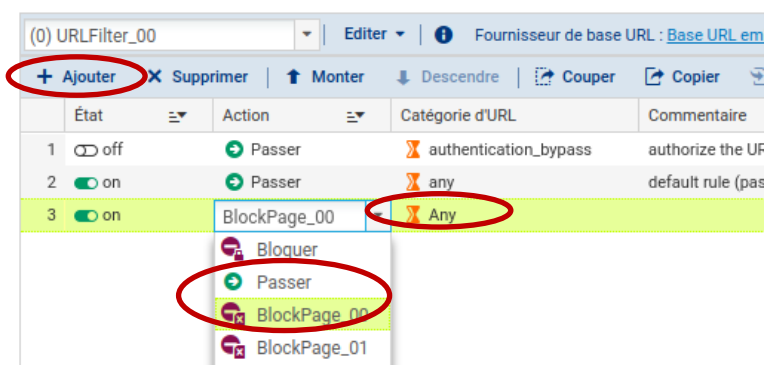 (0) URLFilter_00 Editer Fournisseur de base URL : Base URL em
Ajouter Supprimer Monter Descendre Couper Copier
État Action Catégorie d'URL Commentaire
1 off Passer authentication_bypass authorize the UR
2 on Passer any default rule (pas
3 on BlockPage_00 Any
Bloquer
Passer
BlockPage_00
BlockPage_01